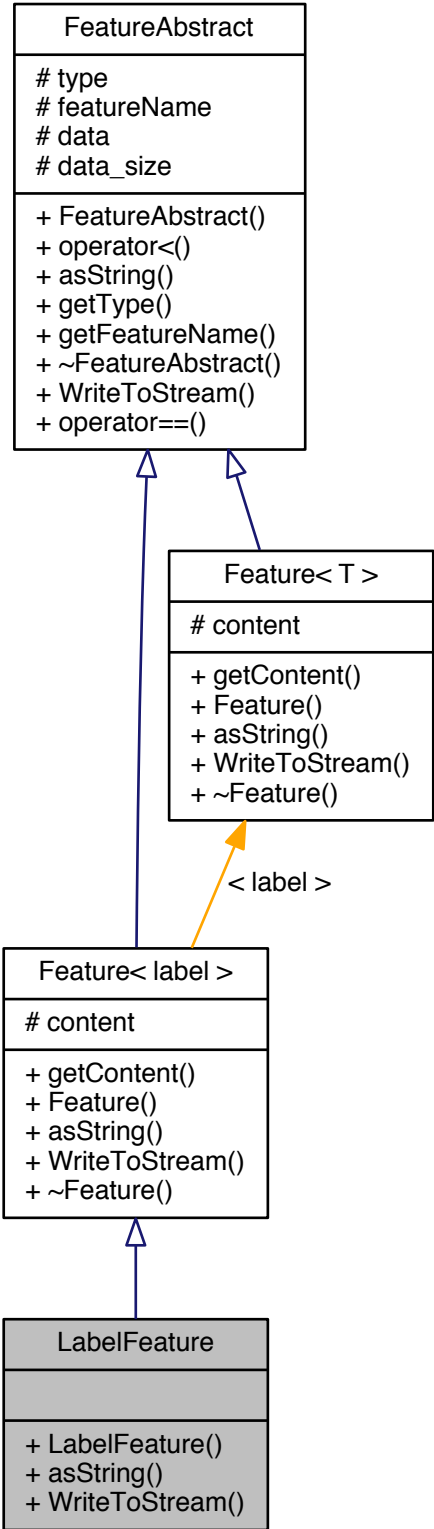 FeatureAbstract
# type
# featureName
# data
# data_size
+ FeatureAbstract()
+ operator<()
+ asString()
+ getType()
+ getFeatureName()
+ ~FeatureAbstract()
+ WriteToStream()
+ operator==()
Feature< T >
# content
+ getContent()
+ Feature()
+ asString()
+ WriteToStream()
+ ~Feature()
< label >
Feature< label >
# content
+ getContent()
+ Feature()
+ asString()
+ WriteToStream()
+ ~Feature()
LabelFeature
+ LabelFeature()
+ asString()
+ WriteToStream()